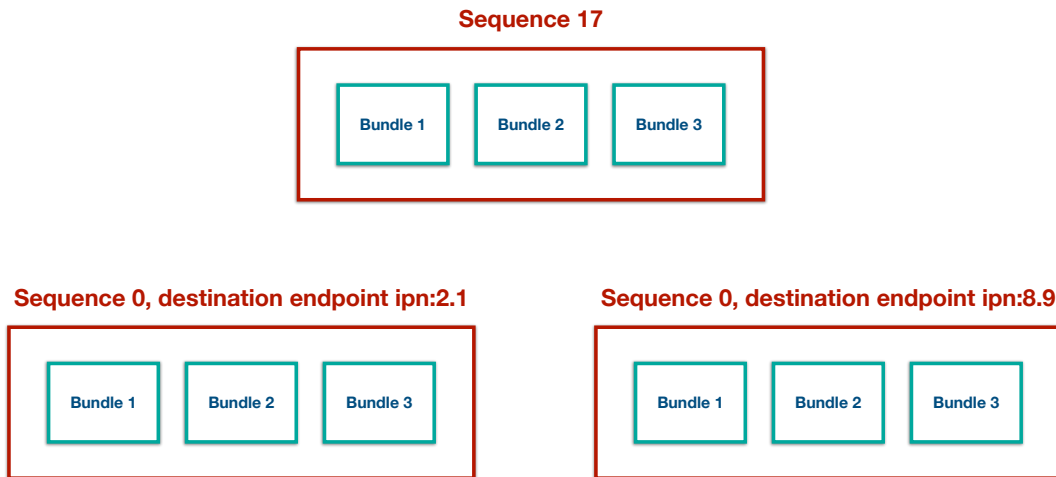 Sequence 17
Bundle 1
Bundle 2
Bundle 3
Sequence 0, destination endpoint ipn:2.1
Bundle 1
Bundle 2
Bundle 3
Sequence 0, destination endpoint ipn:8.9
Bundle 1
Bundle 2
Bundle 3